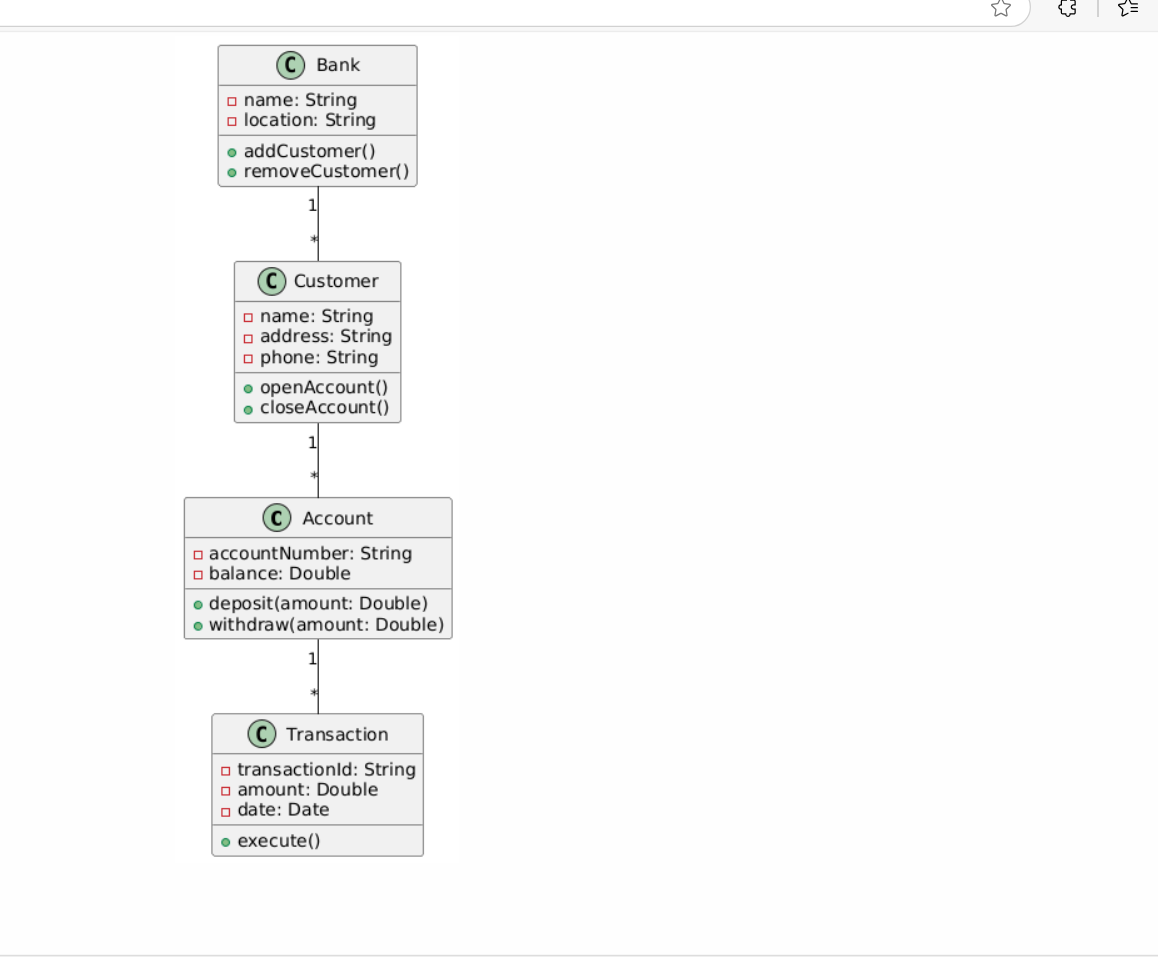 C Bank
name: String
location: String
addCustomer()
removeCustomer()
1
*
C Customer
name: String
address: String
phone: String
openAccount()
closeAccount()
1
*
C Account
accountNumber: String
balance: Double
deposit(amount: Double)
withdraw(amount: Double)
1
*
C Transaction
transactionId: String
amount: Double
date: Date
execute()